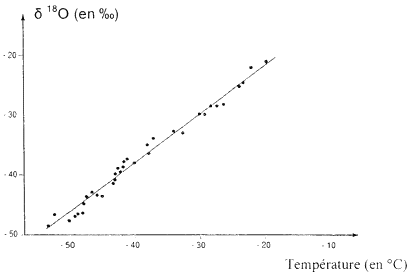 δ ¹⁸O (en ‰)
- 20
- 30
- 40
- 50
- 50 - 40 - 30 - 20 - 10
Température (en °C)